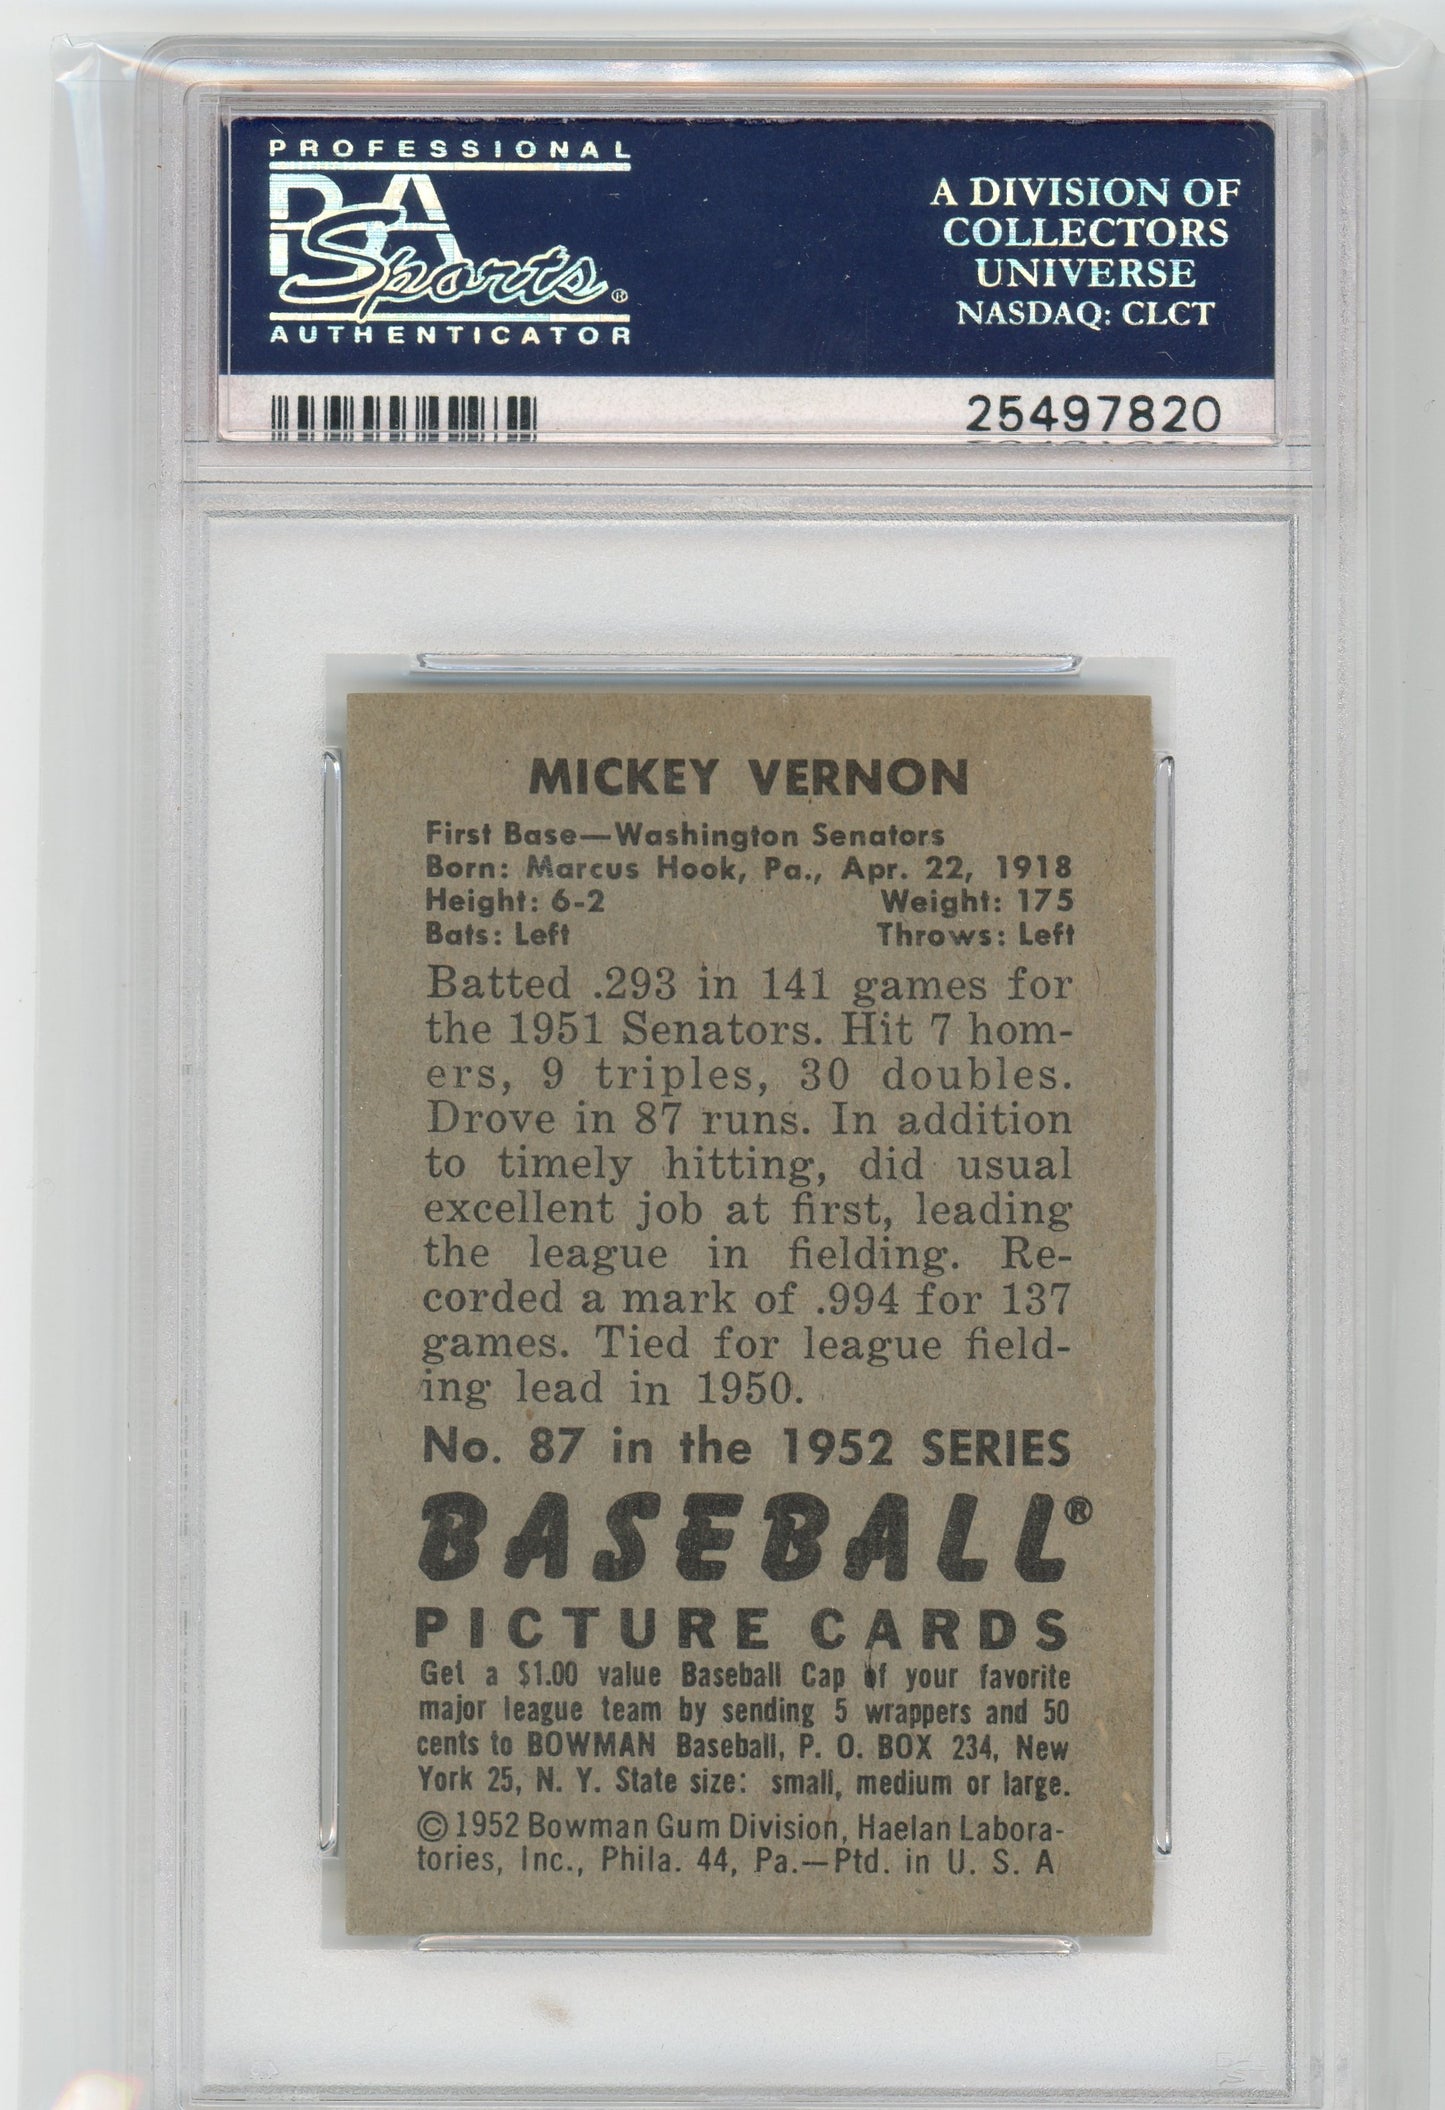 PROFESSIONAL
PSA
Sports®
AUTHENTICATOR
A DIVISION OF
COLLECTORS
UNIVERSE
NASDAQ: CLCT
25497820
MICKEY VERNON
First Base—Washington Senators
Born: Marcus Hook, Pa., Apr. 22, 1918
Height: 6-2 Weight: 175
Bats: Left Throws: Left
Batted .293 in 141 games for
the 1951 Senators. Hit 7 hom-
ers, 9 triples, 30 doubles.
Drove in 87 runs. In addition
to timely hitting, did usual
excellent job at first, leading
the league in fielding. Re-
corded a mark of .994 for 137
games. Tied for league field-
ing lead in 1950.
No. 87 in the 1952 SERIES
BASEBALL®
PICTURE CARDS
Get a $1.00 value Baseball Cap of your favorite
major league team by sending 5 wrappers and 50
cents to BOWMAN Baseball, P. O. BOX 234, New
York 25, N. Y. State size: small, medium or large.
©1952 Bowman Gum Division, Haelan Labora-
tories, Inc., Phila. 44, Pa.—Ptd. in U. S. A